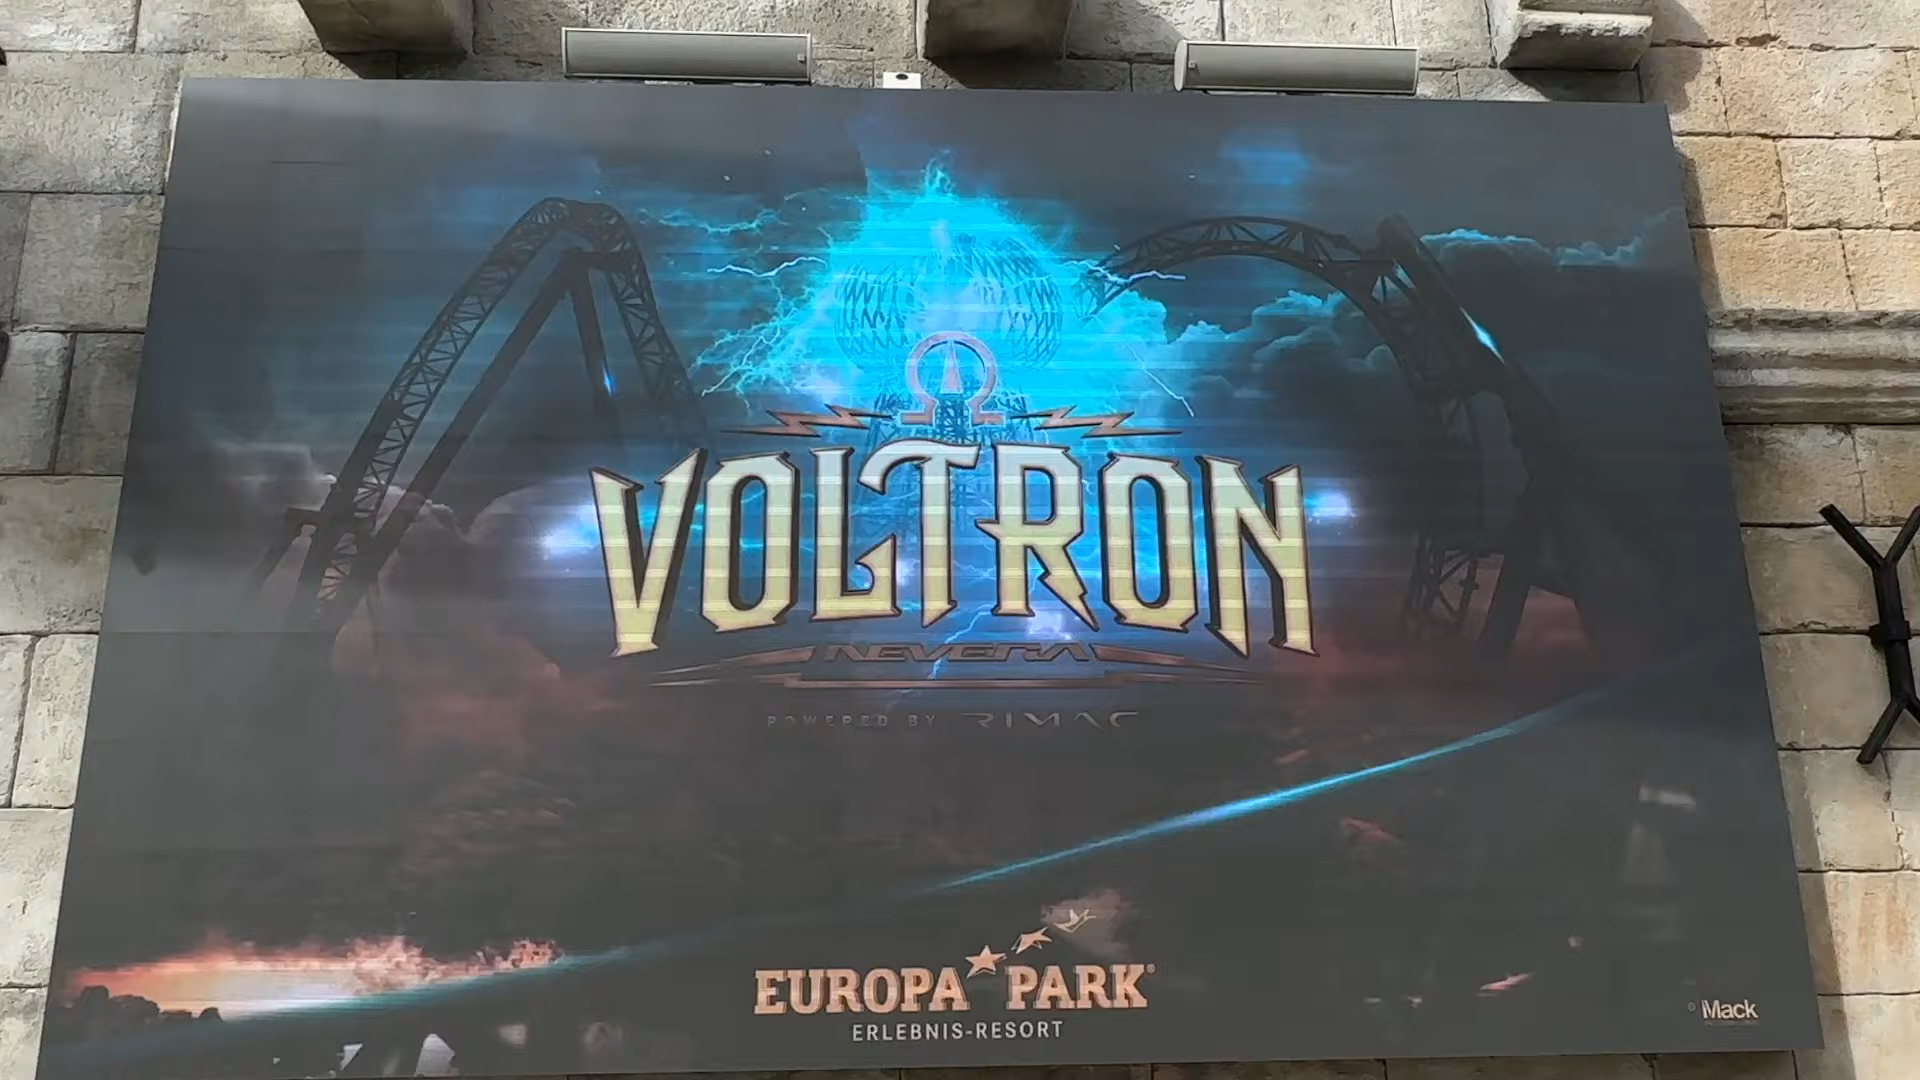 Ω
VOLTRON
NEVERA
POWERED BY RIMAC
EUROPA PARK®
ERLEBNIS-RESORT
© Mack